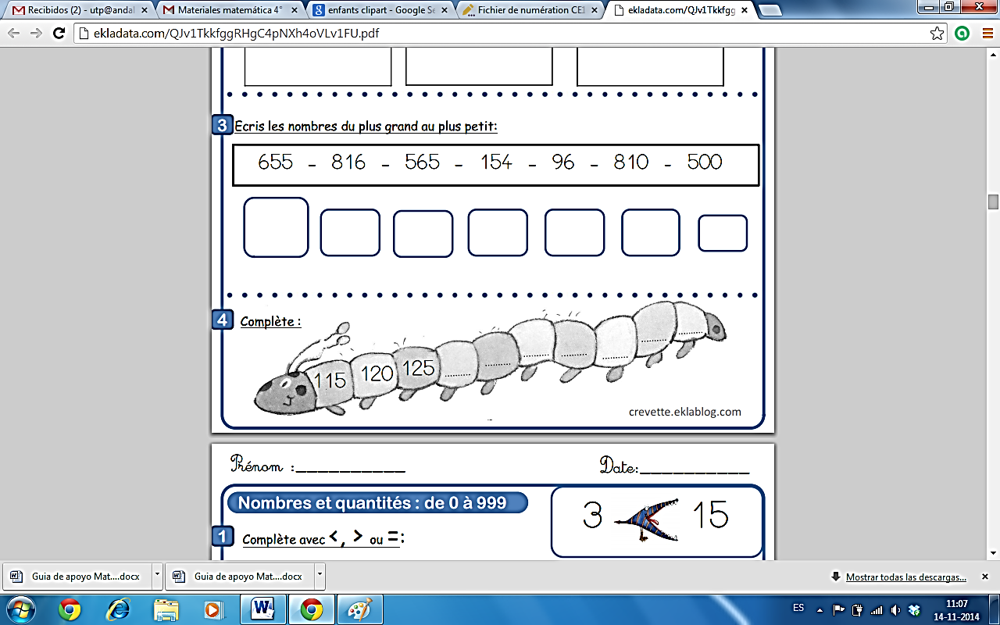 Recibidos (2) - utp@andal
Materiales matemática 4°
enfants clipart - Google Se
Fichier de numération CE1
ekladata.com/QJv1Tkkfgg
ekladata.com/QJv1TkkfggRHgC4pNXh4oVLv1FU.pdf
3 Ecris les nombres du plus grand au plus petit:
655 - 816 - 565 - 154 - 96 - 810 - 500
4 Complète :
115 120 125 ........ ........ ........ ........ ........ ........ ........
crevette.eklablog.com
Prénom :__________ Date:__________
Nombres et quantités : de 0 à 999
3 15
1 Complète avec <, > ou =:
Guia de apoyo Mat....docx
Guia de apoyo Mat....docx
Mostrar todas las descargas...
ES
11:07
14-11-2014